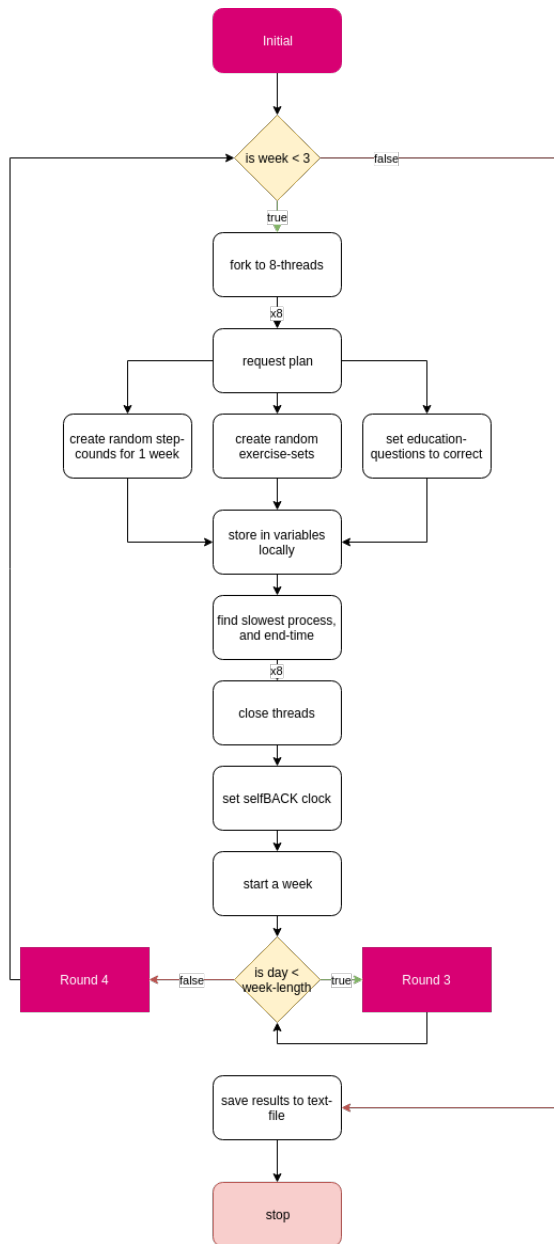 Initial
is week < 3
false
true
fork to 8-threads
x8
request plan
create random step-
counds for 1 week
create random
exercise-sets
set education-
questions to correct
store in variables
locally
find slowest process,
and end-time
x8
close threads
set selfBACK clock
start a week
Round 4
false
is day <
week-length
true
Round 3
save results to text-
file
stop